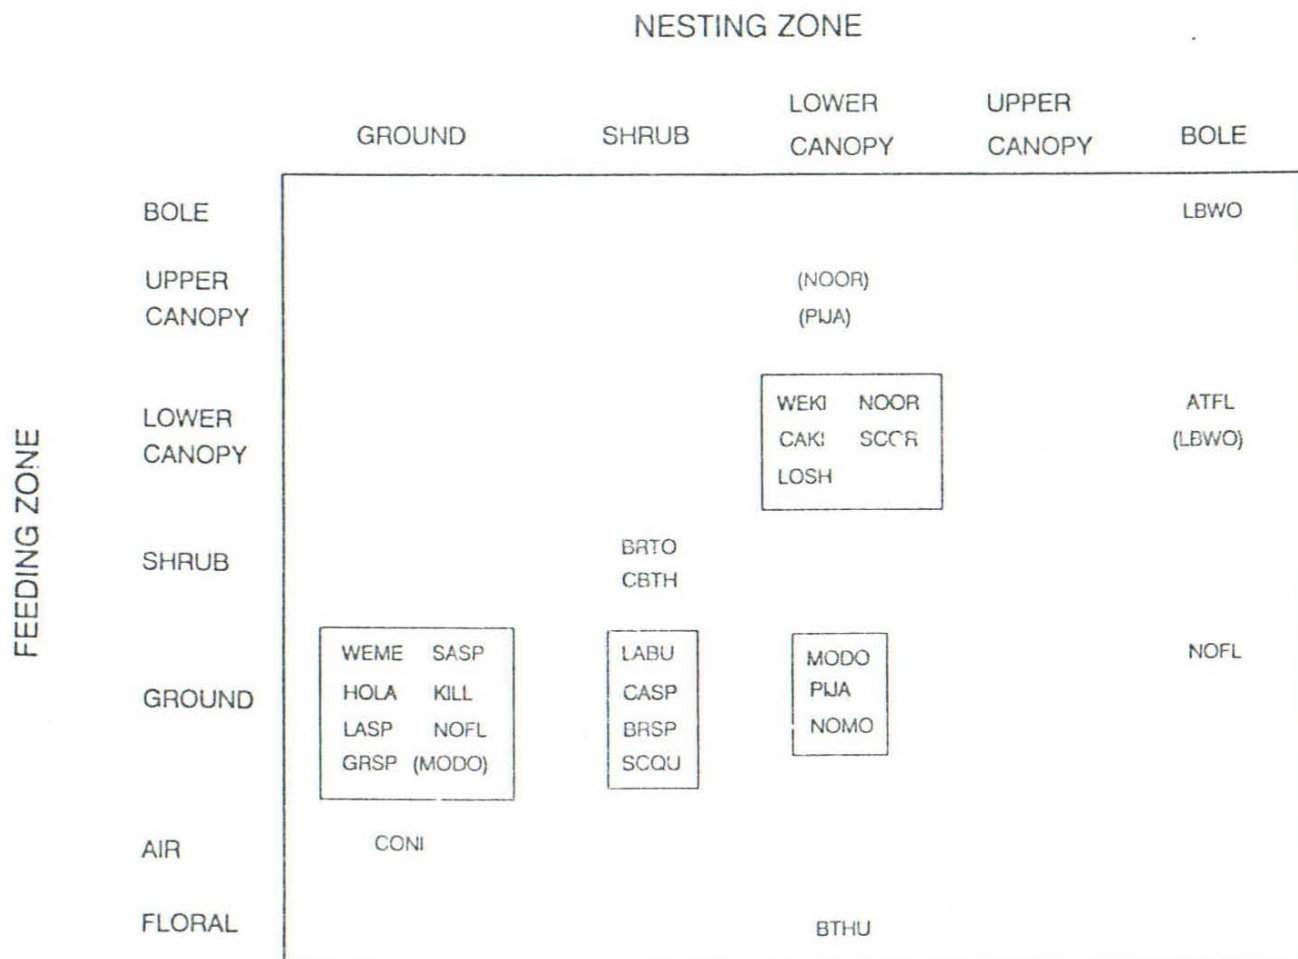 NESTING ZONE
GROUND SHRUB LOWER CANOPY UPPER CANOPY BOLE
FEEDING ZONE
BOLE LBWO
UPPER CANOPY (NOOR)
(PIJA)
LOWER CANOPY WEKI NOOR ATFL
CAKI SCOR (LBWO)
LOSH
SHRUB BRTO
CBTH
GROUND WEME SASP LABU MODO NOFL
HOLA KILL CASP PIJA
LASP NOFL BRSP NOMO
GRSP (MODO) SCQU
AIR CONI
FLORAL BTHU